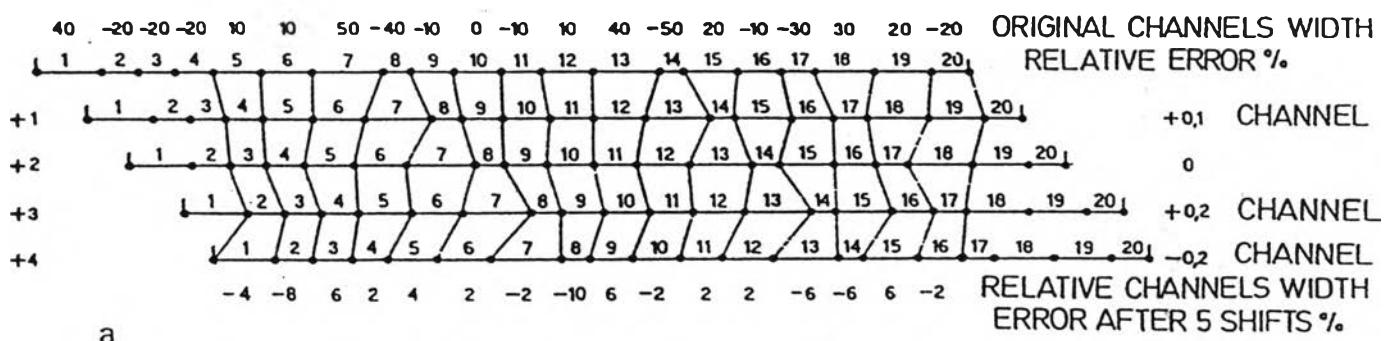 40 -20 -20 -20 10 10 50 -40 -10 0 -10 10 40 -50 20 -10 -30 30 20 -20 ORIGINAL CHANNELS WIDTH
1 2 3 4 5 6 7 8 9 10 11 12 13 14 15 16 17 18 19 20 RELATIVE ERROR %
+1 1 2 3 4 5 6 7 8 9 10 11 12 13 14 15 16 17 18 19 20 +0,1 CHANNEL
+2 1 2 3 4 5 6 7 8 9 10 11 12 13 14 15 16 17 18 19 20 0
+3 1 2 3 4 5 6 7 8 9 10 11 12 13 14 15 16 17 18 19 20 +0,2 CHANNEL
+4 1 2 3 4 5 6 7 8 9 10 11 12 13 14 15 16 17 18 19 20 -0,2 CHANNEL
-4 -8 6 2 4 2 -2 -10 6 -2 2 2 -6 -6 6 -2 RELATIVE CHANNELS WIDTH
ERROR AFTER 5 SHIFTS %
a